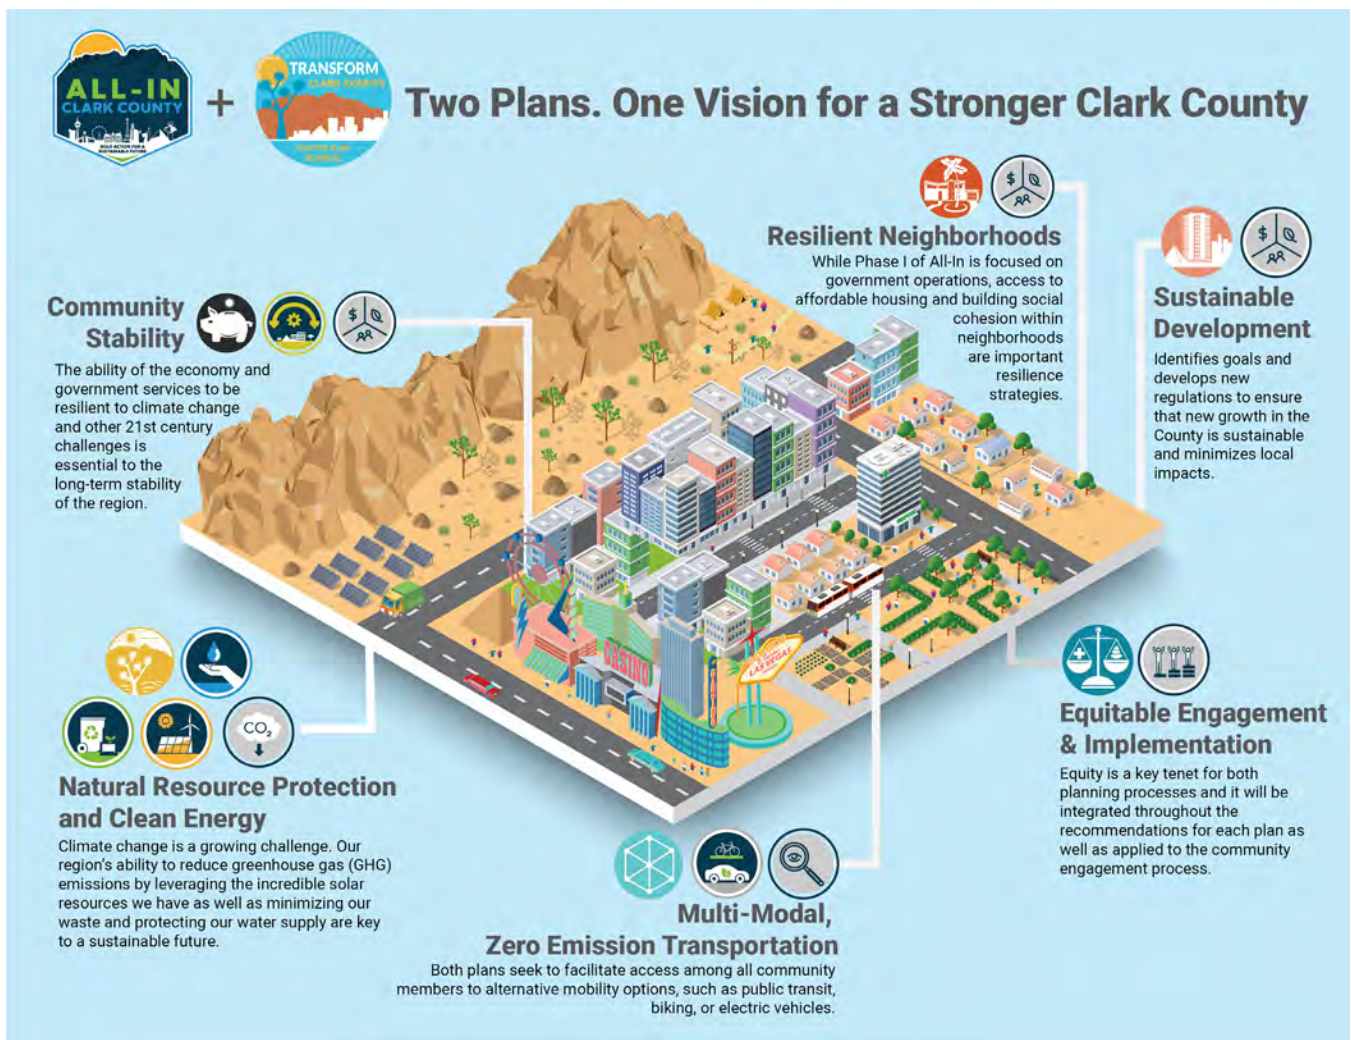 ALL-IN
CLARK COUNTY
BOLD ACTION FOR A
SUSTAINABLE FUTURE
+
TRANSFORM
CLARK COUNTY
MASTER PLAN
Two Plans. One Vision for a Stronger Clark County
Resilient Neighborhoods
While Phase I of All-In is focused on
government operations, access to
affordable housing and building social
cohesion within
neighborhoods
are important
resilience
strategies.
$
Sustainable
Development
Identifies goals and
develops new
regulations to ensure
that new growth in the
County is sustainable
and minimizes local
impacts.
$
Community
Stability
The ability of the economy and
government services to be
resilient to climate change
and other 21st century
challenges is
essential to the
long-term stability
of the region.
$
CASINO
LAS VEGAS
CO2
Natural Resource Protection
and Clean Energy
Climate change is a growing challenge. Our
region's ability to reduce greenhouse gas (GHG)
emissions by leveraging the incredible solar
resources we have as well as minimizing our
waste and protecting our water supply are key
to a sustainable future.
Multi-Modal,
Zero Emission Transportation
Both plans seek to facilitate access among all community
members to alternative mobility options, such as public transit,
biking, or electric vehicles.
Equitable Engagement
& Implementation
Equity is a key tenet for both
planning processes and it will be
integrated throughout the
recommendations for each plan as
well as applied to the community
engagement process.